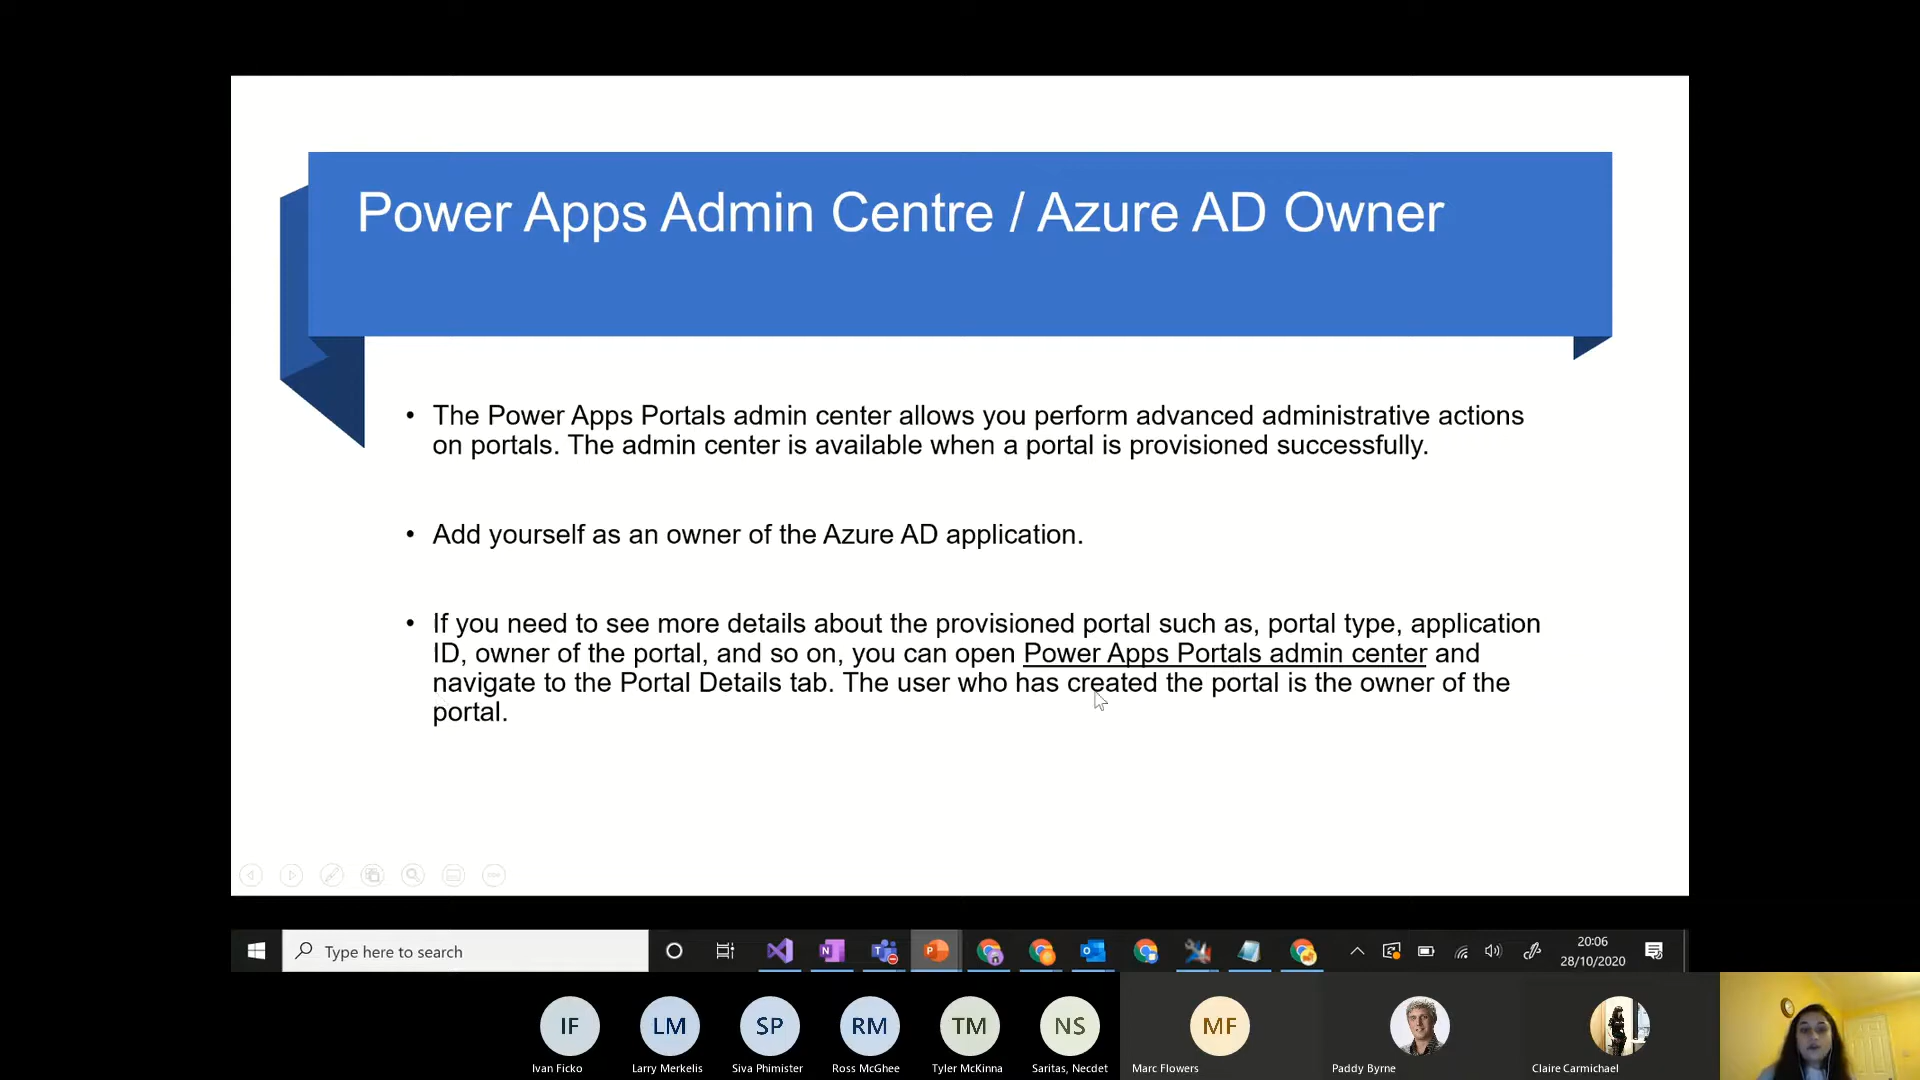 Power Apps Admin Centre / Azure AD Owner
• The Power Apps Portals admin center allows you perform advanced administrative actions
on portals. The admin center is available when a portal is provisioned successfully.
• Add yourself as an owner of the Azure AD application.
• If you need to see more details about the provisioned portal such as, portal type, application
ID, owner of the portal, and so on, you can open Power Apps Portals admin center and
navigate to the Portal Details tab. The user who has created the portal is the owner of the
portal.
Type here to search
20:06
28/10/2020
IF
LM
SP
RM
TM
NS
MF
Ivan Ficko
Larry Merkelis
Siva Phimister
Ross McGhee
Tyler McKinna
Saritas, Necdet
Marc Flowers
Paddy Byrne
Claire Carmichael